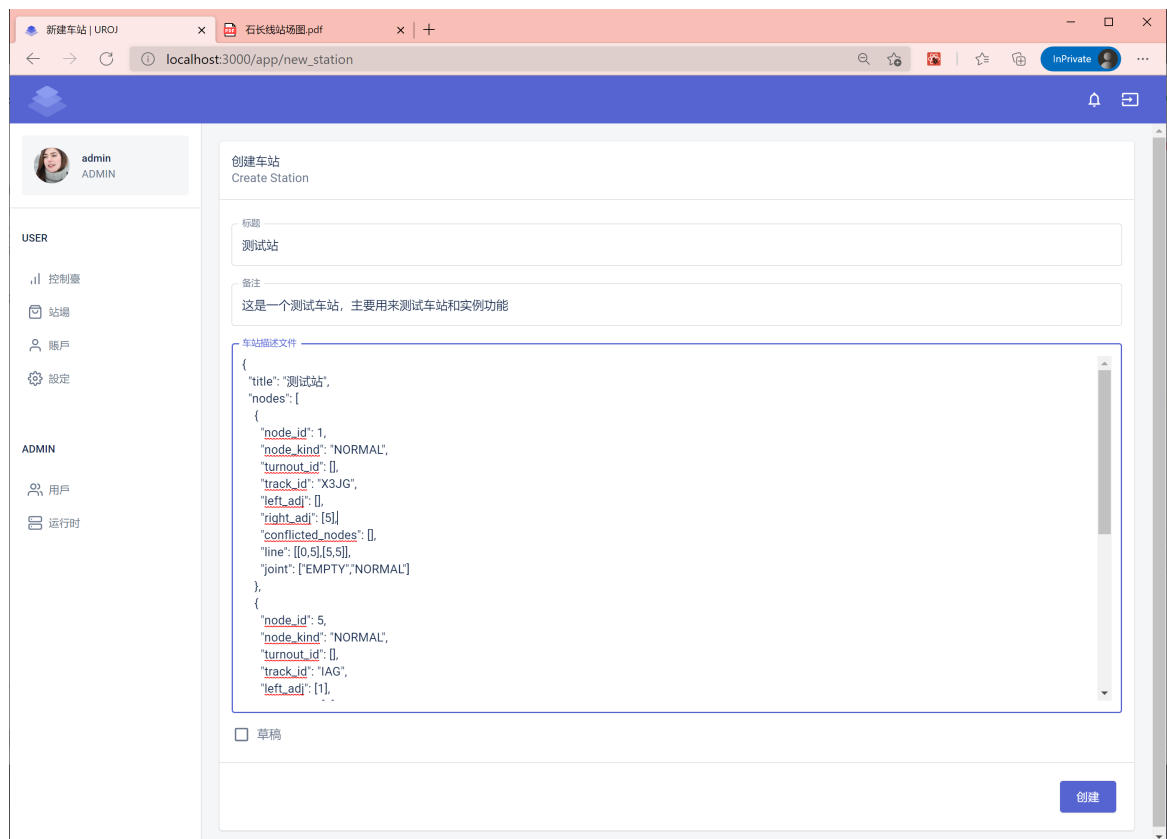 新建车站 | UROJ
石长线站场图.pdf
localhost:3000/app/new_station
InPrivate
admin
ADMIN
USER
控制臺
站場
賬戶
設定
ADMIN
用戶
运行时
创建车站
Create Station
标题
测试站
备注
这是一个测试车站，主要用来测试车站和实例功能
车站描述文件
{
"title": "测试站",
"nodes": [
{
"node_id": 1,
"node_kind": "NORMAL",
"turnout_id": [],
"track_id": "X3JG",
"left_adj": [],
"right_adj": [5],
"conflicted_nodes": [],
"line": [[0,5],[5,5]],
"joint": ["EMPTY","NORMAL"]
},
{
"node_id": 5,
"node_kind": "NORMAL",
"turnout_id": [],
"track_id": "IAG",
"left_adj": [1],
草稿
创建